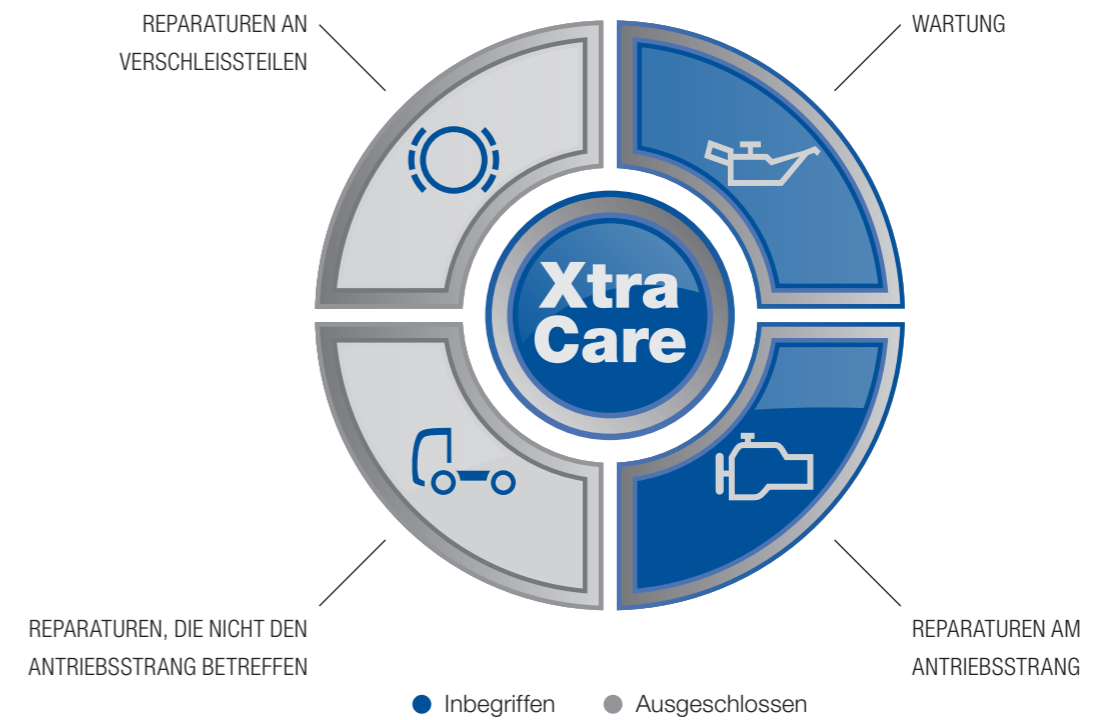 REPARATUREN AN
VERSCHLEISSTEILEN
WARTUNG
Xtra
Care
REPARATUREN, DIE NICHT DEN
ANTRIEBSSTRANG BETREFFEN
REPARATUREN AM
ANTRIEBSSTRANG
Inbegriffen
Ausgeschlossen